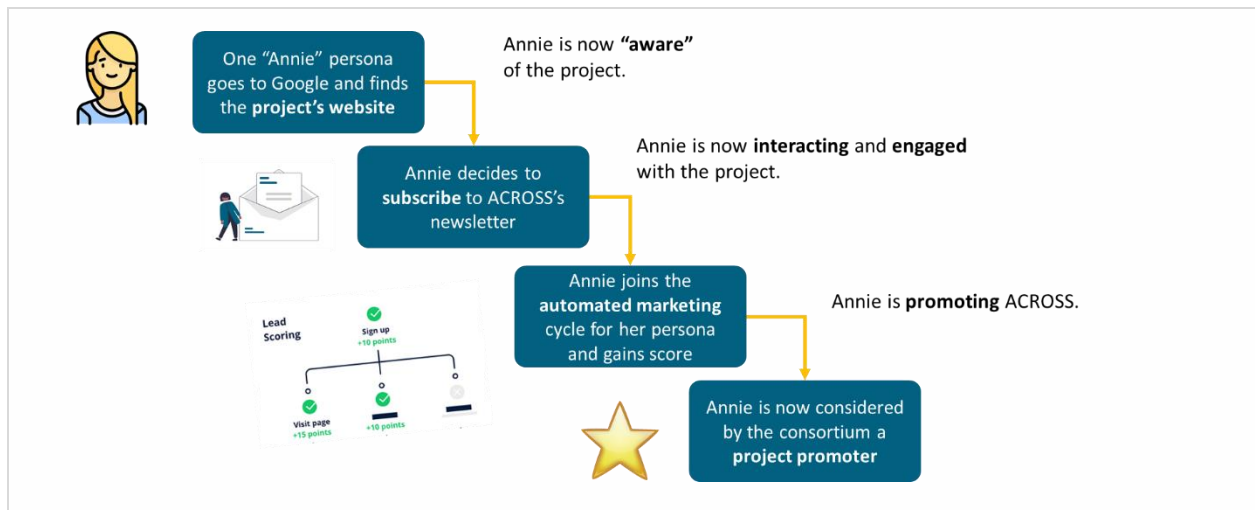 One “Annie” persona
goes to Google and finds
the project’s website
Annie is now “aware”
of the project.
Annie decides to
subscribe to ACROSS’s
newsletter
Annie is now interacting and engaged
with the project.
Annie joins the
automated marketing
cycle for her persona
and gains score
Annie is promoting ACROSS.
Lead
Scoring
Sign up
+10 points
Visit page
+15 points
+10 points
Annie is now considered
by the consortium a
project promoter